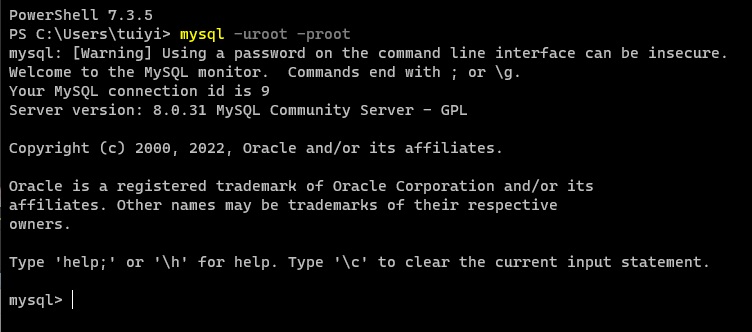 PowerShell 7.3.5
PS C:\Users\tuiyi> mysql -uroot -proot
mysql: [Warning] Using a password on the command line interface can be insecure.
Welcome to the MySQL monitor.  Commands end with ; or \g.
Your MySQL connection id is 9
Server version: 8.0.31 MySQL Community Server - GPL
Copyright (c) 2000, 2022, Oracle and/or its affiliates.
Oracle is a registered trademark of Oracle Corporation and/or its
affiliates. Other names may be trademarks of their respective
owners.
Type 'help;' or '\h' for help. Type '\c' to clear the current input statement.
mysql>